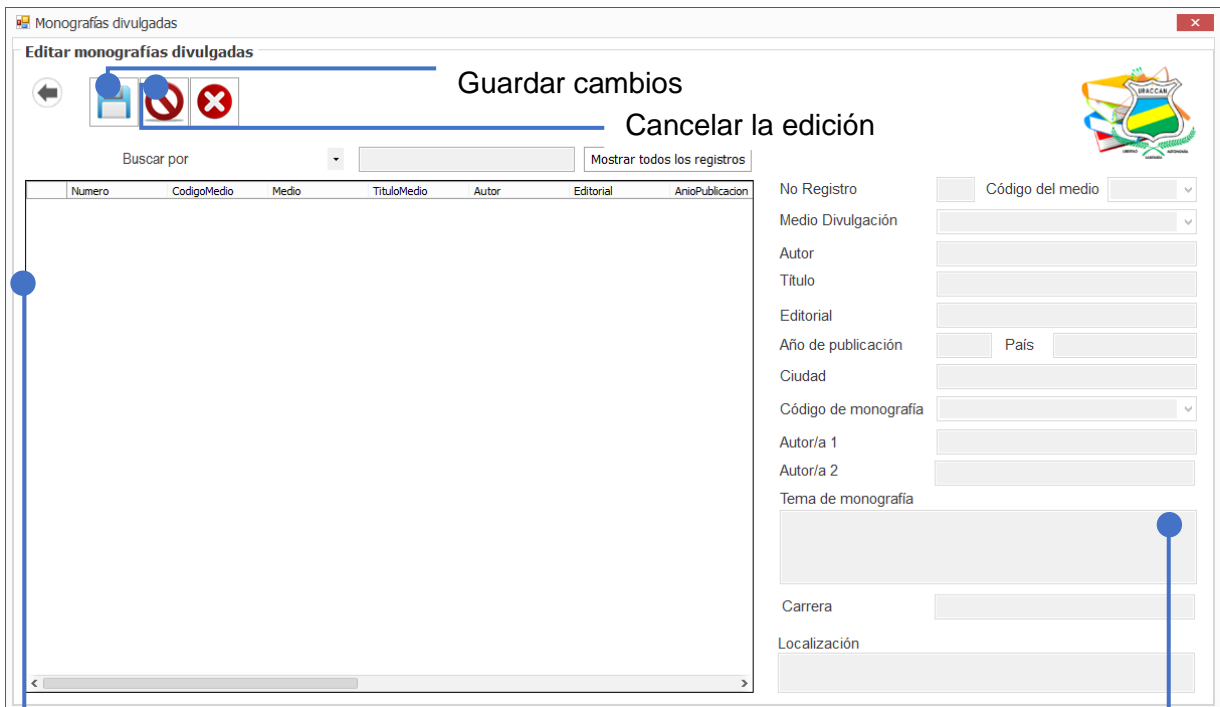 Monografías divulgadas
Editar monografías divulgadas
Guardar cambios
Cancelar la edición
URACCAN
Buscar por
Mostrar todos los registros
Numero CodigoMedio Medio TituloMedio Autor Editorial AnioPublicacion
No Registro Código del medio
Medio Divulgación
Autor
Título
Editorial
Año de publicación País
Ciudad
Código de monografía
Autor/a 1
Autor/a 2
Tema de monografía
Carrera
Localización